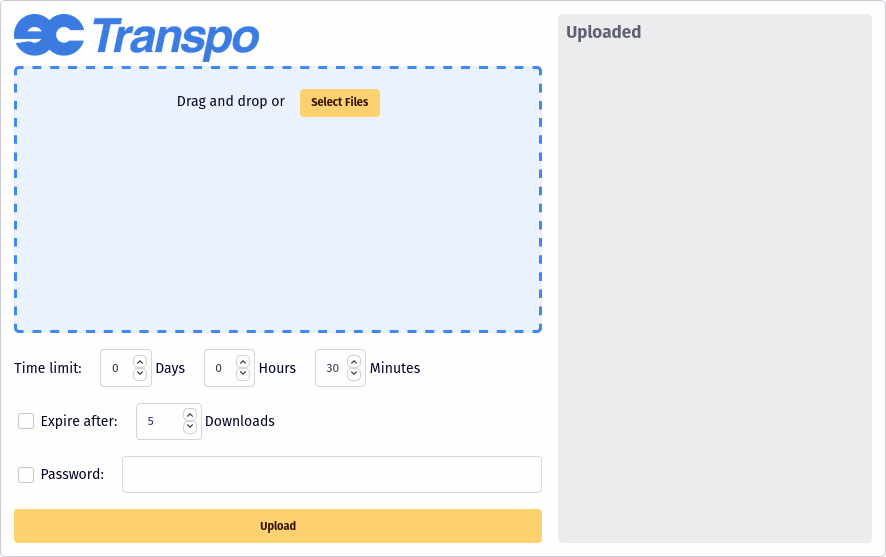 Transpo
Uploaded
Drag and drop or Select Files
Time limit: 0 Days 0 Hours 30 Minutes
Expire after: 5 Downloads
Password:
Upload